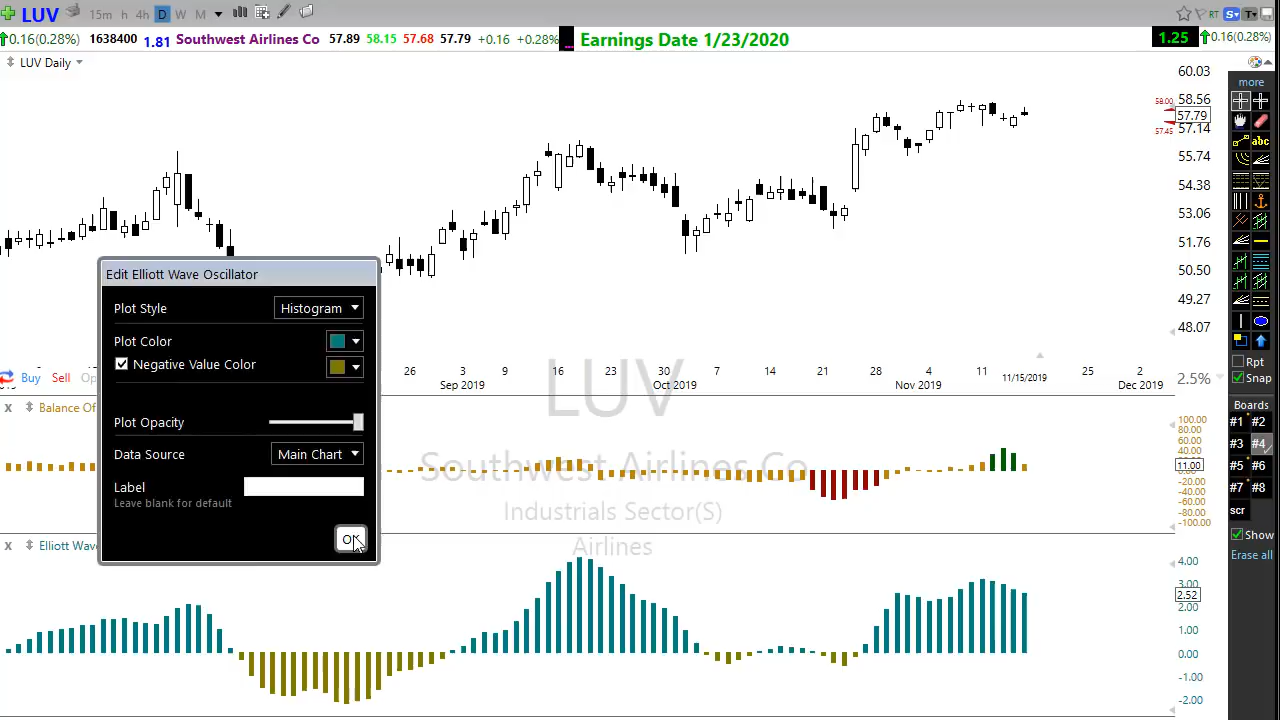 LUV 15m h 4h D W M RT S T
0.16(0.28%) 1638400 1.81 Southwest Airlines Co 57.89 58.15 57.68 57.79 +0.16 +0.28% Earnings Date 1/23/2020 1.25 0.16(0.28%)
LUV Daily
60.03
58.56
58.00
57.79
57.45
57.14
55.74
54.38
53.06
51.76
50.50
49.27
48.07
more
abc
Rpt
Snap
Boards
#1 #2
#3 #4
#5 #6
#7 #8
scr
Show
Erase all
Edit Elliott Wave Oscillator
Plot Style Histogram
Plot Color
Negative Value Color
Plot Opacity
Data Source Main Chart
Label
Leave blank for default
OK
Buy Sell Op
26 3 9 16 23 30 7 14 21 28 4 11 25 2
Sep 2019 Oct 2019 Nov 2019 11/15/2019 Dec 2019
2.5%
LUV
Southwest Airlines Co
Industrials Sector(S)
Airlines
X Balance Of
100.00
80.00
60.00
40.00
11.00
-20.00
-40.00
-60.00
-80.00
-100.00
X Elliott Wave
4.00
3.00
2.52
2.00
1.00
0.00
-1.00
-2.00